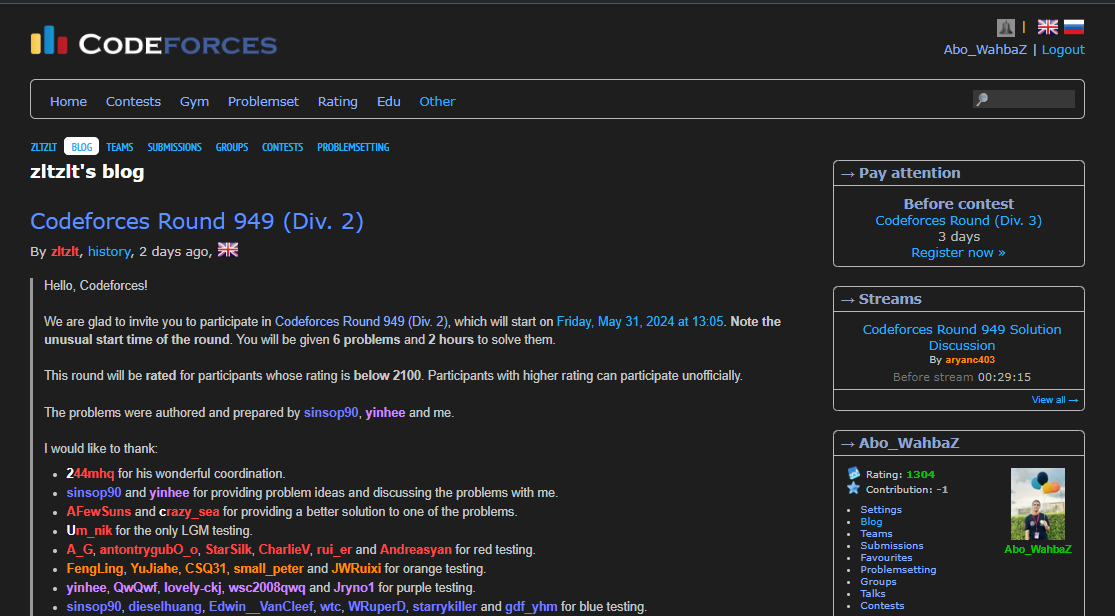 CODEFORCES
Abo_WahbaZ | Logout
Home Contests Gym Problemset Rating Edu Other
ZLTZLT BLOG TEAMS SUBMISSIONS GROUPS CONTESTS PROBLEMSETTING
zltzlt's blog
Codeforces Round 949 (Div. 2)
By zltzlt, history, 2 days ago,
Hello, Codeforces!
We are glad to invite you to participate in Codeforces Round 949 (Div. 2), which will start on Friday, May 31, 2024 at 13:05. Note the
unusual start time of the round. You will be given 6 problems and 2 hours to solve them.
This round will be rated for participants whose rating is below 2100. Participants with higher rating can participate unofficially.
The problems were authored and prepared by sinsop90, yinhee and me.
I would like to thank:
• 244mhq for his wonderful coordination.
• sinsop90 and yinhee for providing problem ideas and discussing the problems with me.
• AFewSuns and crazy_sea for providing a better solution to one of the problems.
• Um_nik for the only LGM testing.
• A_G, antontrygubO_o, StarSilk, CharlieV, rui_er and Andreasyan for red testing.
• FengLing, YuJiahe, CSQ31, small_peter and JWRuixi for orange testing.
• yinhee, QwQwf, lovely-ckj, wsc2008qwq and Jryno1 for purple testing.
• sinsop90, dieselhuang, Edwin__VanCleef, wtc, WRuperD, starrykiller and gdf_yhm for blue testing.
→ Pay attention
Before contest
Codeforces Round (Div. 3)
3 days
Register now »
→ Streams
Codeforces Round 949 Solution
Discussion
By aryanc403
Before stream 00:29:15
View all →
→ Abo_WahbaZ
Rating: 1304
Contribution: -1
• Settings
• Blog
• Teams
• Submissions
• Favourites
• Problemsetting
• Groups
• Talks
• Contests
Abo_WahbaZ